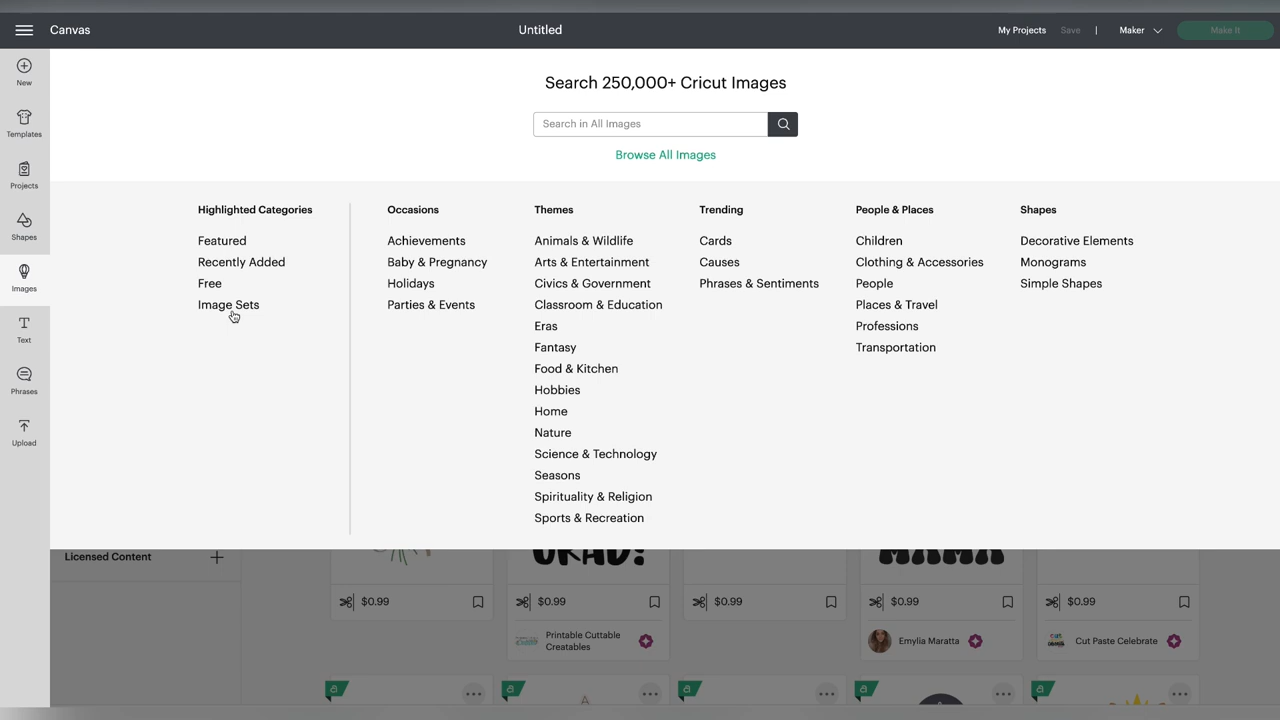 Canvas
Untitled
My Projects Save | Maker Make It
New
Templates
Projects
Shapes
Images
Text
Phrases
Upload
Search 250,000+ Cricut Images
Search in All Images
Browse All Images
Highlighted Categories
Featured
Recently Added
Free
Image Sets
Occasions
Achievements
Baby & Pregnancy
Holidays
Parties & Events
Themes
Animals & Wildlife
Arts & Entertainment
Civics & Government
Classroom & Education
Eras
Fantasy
Food & Kitchen
Hobbies
Home
Nature
Science & Technology
Seasons
Spirituality & Religion
Sports & Recreation
Trending
Cards
Causes
Phrases & Sentiments
People & Places
Children
Clothing & Accessories
People
Places & Travel
Professions
Transportation
Shapes
Decorative Elements
Monograms
Simple Shapes
Licensed Content
GRAD!
MAMA
$0.99
$0.99
$0.99
$0.99
$0.99
Printable Cuttable
Creatables
Emylia Maratta
Cut Paste Celebrate